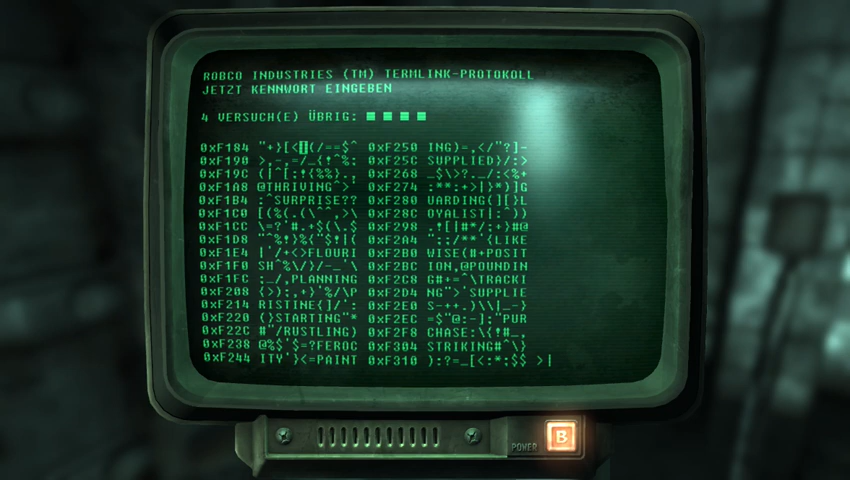 ROBCO INDUSTRIES (TM) TERMLINK-PROTOKOLL
JETZT KENNWORT EINGEBEN
4 VERSUCH(E) ÜBRIG:
0xF184 0xF250 ING)=,</"?]-
0xF190 >,-,=/_{!^%: 0xF25C SUPPLIED}/:>
0xF19C (|^[:!{%%}., 0xF268 _$\>?._/:<%+
0xF1A8 @THRIVING^>' 0xF274 :**:+>|}*)]G
0xF1B4 :^SURPRISE?? 0xF280 UARDING(][}L
0xF1C0 [(%(.(\^^,>\ 0xF28C OYALIST|:^))
0xF1CC \=?'#.+$(\.$ 0xF298 .![|#*/:+)#@
0xF1D8 "^%!}%{"$!|( 0xF2A4 "::/**'{LIKE
0xF1E4 |'/+<>FLOURI 0xF2B0 WISE(#+POSIT
0xF1F0 SH^%\/}/-_'\ 0xF2BC ION,@POUNDIN
0xF1FC :_/,PLANNING 0xF2C8 G#+=^\TRACKI
0xF208 {>):,+}'%/\P 0xF2D4 NG">'SUPPLIE
0xF214 RISTINE(]/': 0xF2E0 S-++.)\\[_-)
0xF220 ()STARTING"* 0xF2EC =$"@:-]:"PUR
0xF22C #"/RUSTLING) 0xF2F8 CHASE:\{!#_,
0xF238 @%$'$=?FEROC 0xF304 STRIKING#^\}
0xF244 ITY'}<=PAINT 0xF310 ):?=_[<:*:$$ >|
POWER B